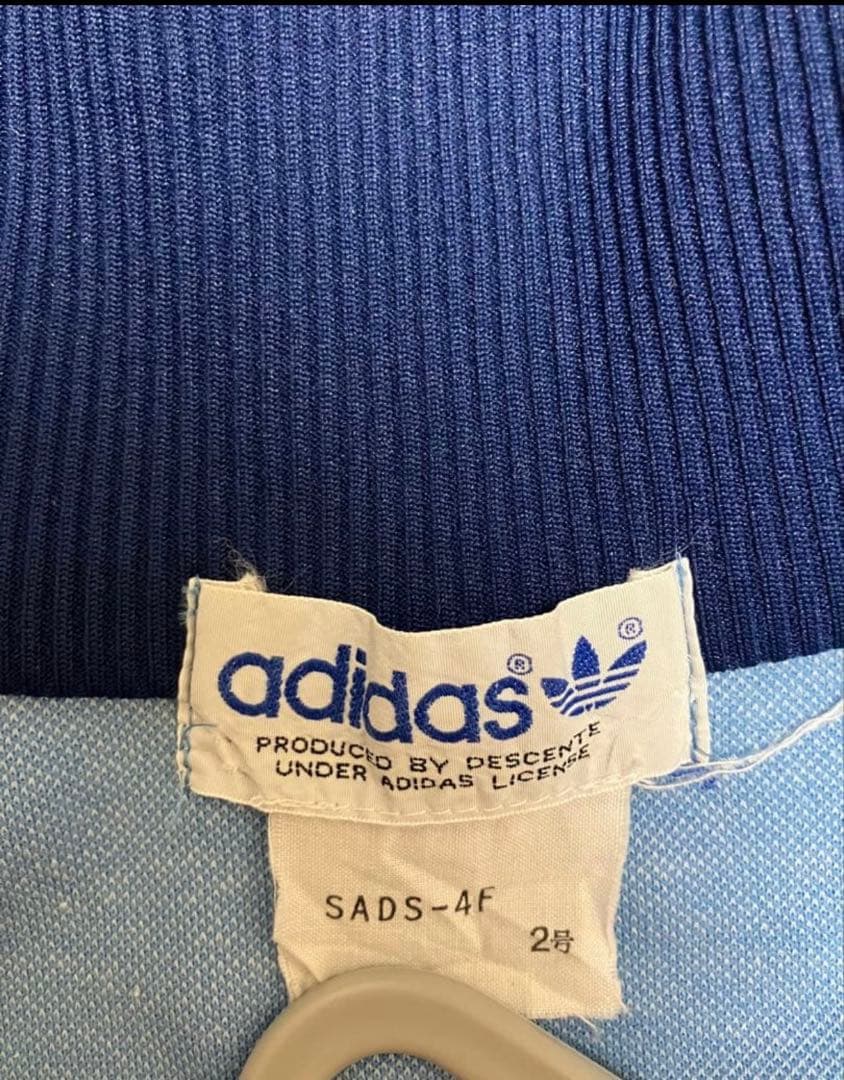 adidas® ®
PRODUCED BY DESCENTE
UNDER ADIDAS LICENSE
SADS-4F
2号